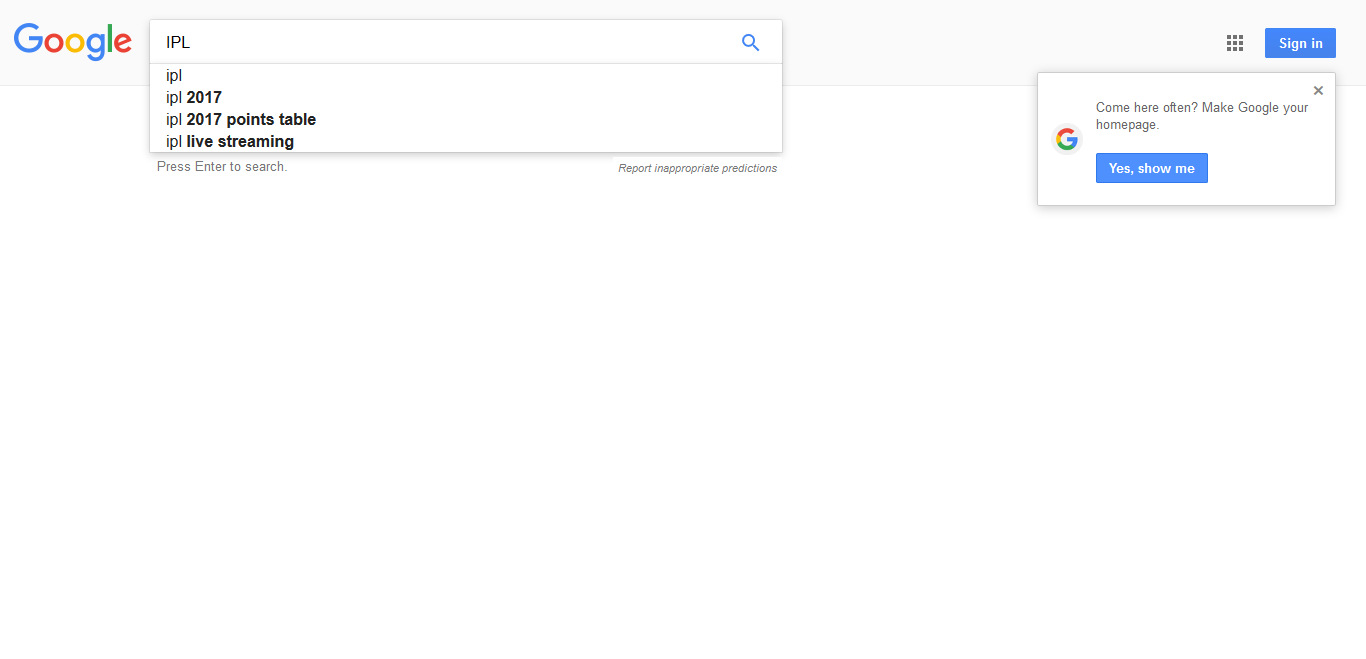 Google
IPL
Sign in
ipl
ipl 2017
ipl 2017 points table
ipl live streaming
Press Enter to search.
Report inappropriate predictions
×
Come here often? Make Google your
homepage.
G
Yes, show me